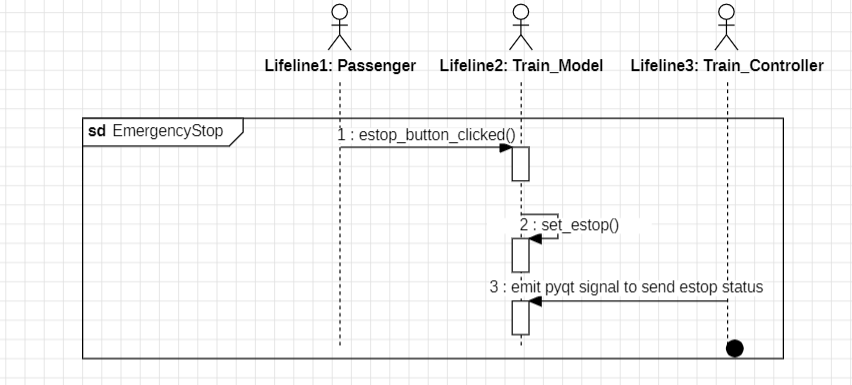 Lifeline1: Passenger
Lifeline2: Train_Model
Lifeline3: Train_Controller
sd EmergencyStop
1 : estop_button_clicked()
2 : set_estop()
3 : emit pyqt signal to send estop status